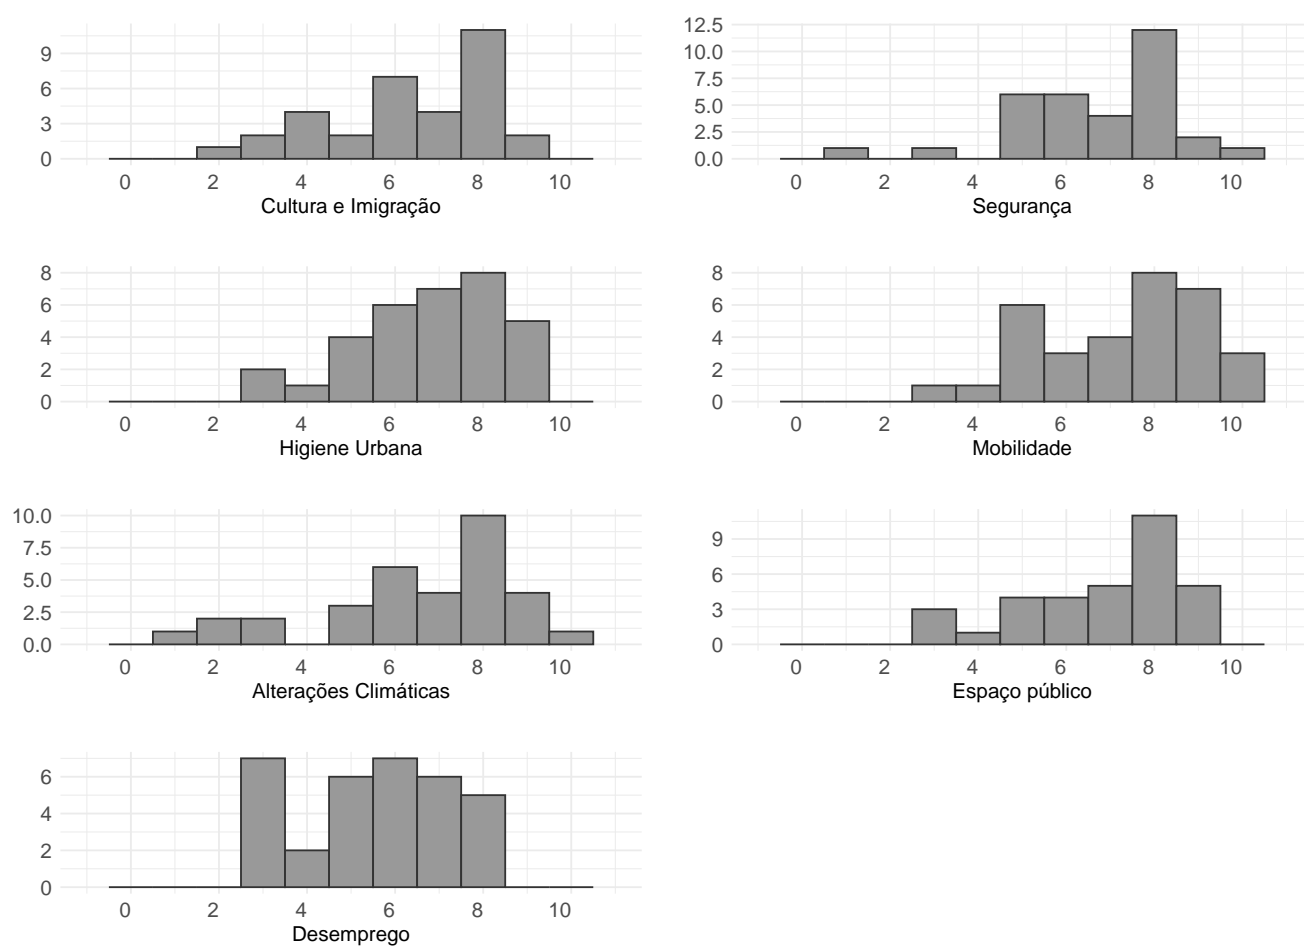 9
6
3
0
0 2 4 6 8 10
Cultura e Imigração
12.5
10.0
7.5
5.0
2.5
0.0
0 2 4 6 8 10
Segurança
8
6
4
2
0
0 2 4 6 8 10
Higiene Urbana
8
6
4
2
0
0 2 4 6 8 10
Mobilidade
10.0
7.5
5.0
2.5
0.0
0 2 4 6 8 10
Alterações Climáticas
9
6
3
0
0 2 4 6 8 10
Espaço público
6
4
2
0
0 2 4 6 8 10
Desemprego